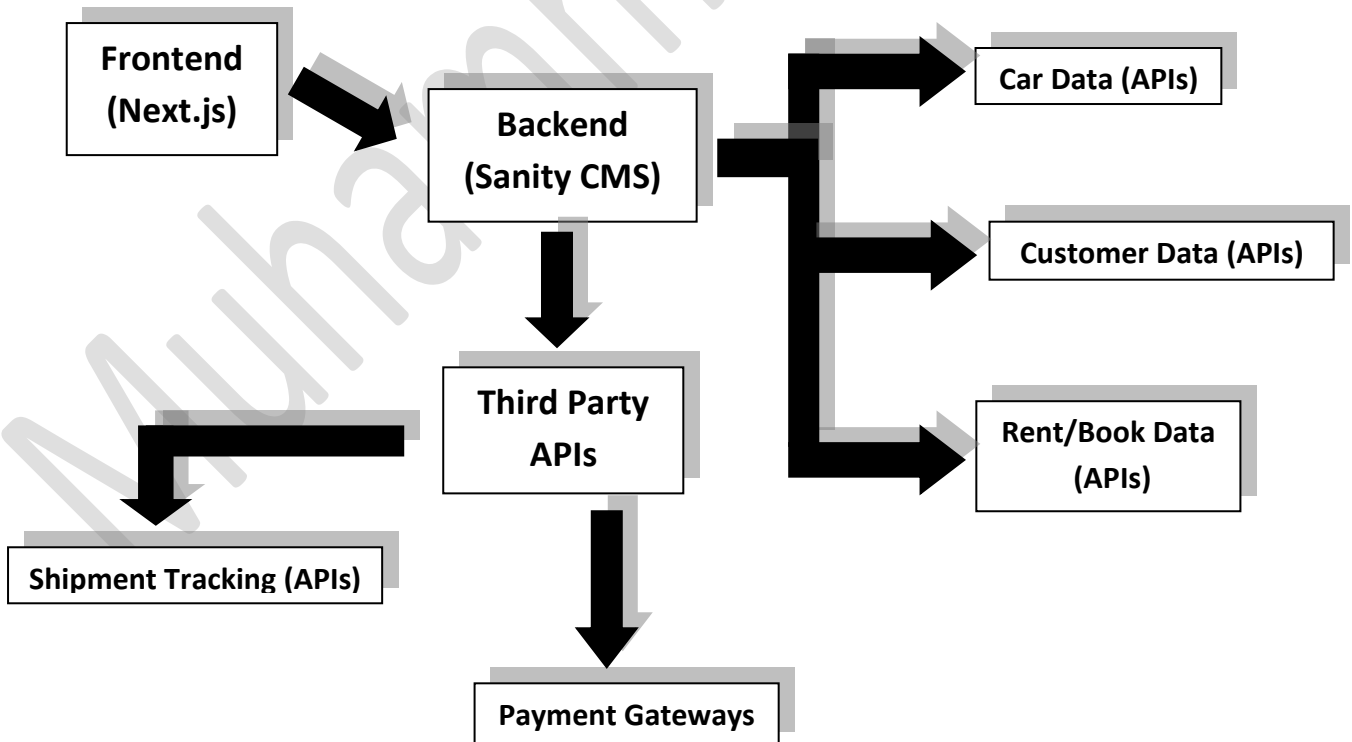 Frontend
(Next.js)
Backend
(Sanity CMS)
Car Data (APIs)
Customer Data (APIs)
Rent/Book Data
(APIs)
Third Party
APIs
Shipment Tracking (APIs)
Payment Gateways